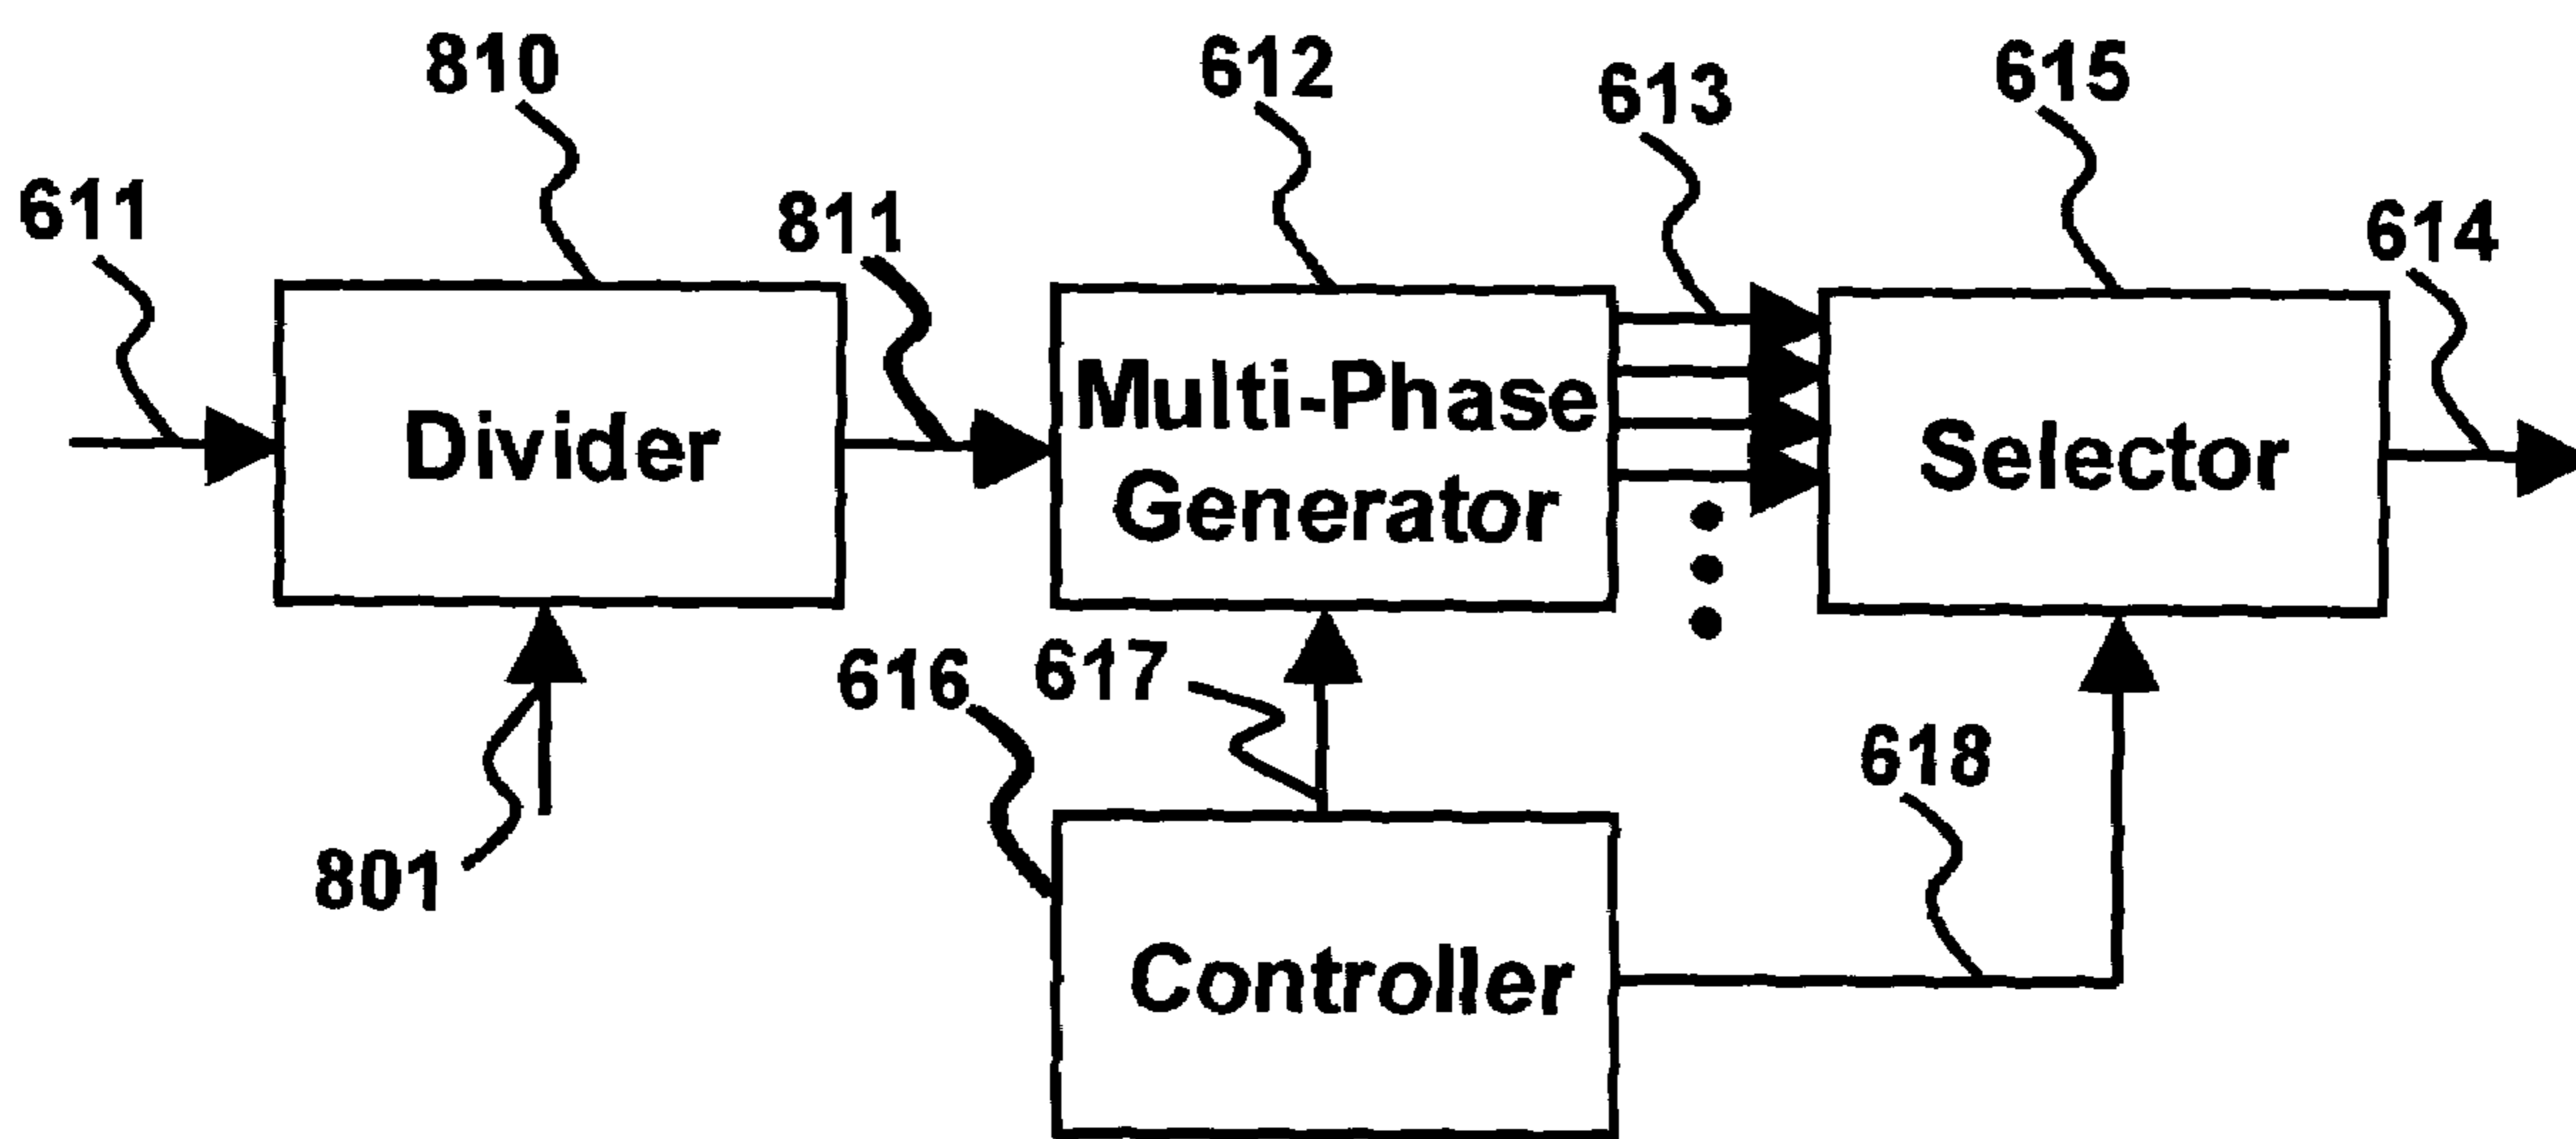 810
612
613
615
611
811
614
Divider
Multi-Phase
Generator
Selector
616
617
618
801
Controller